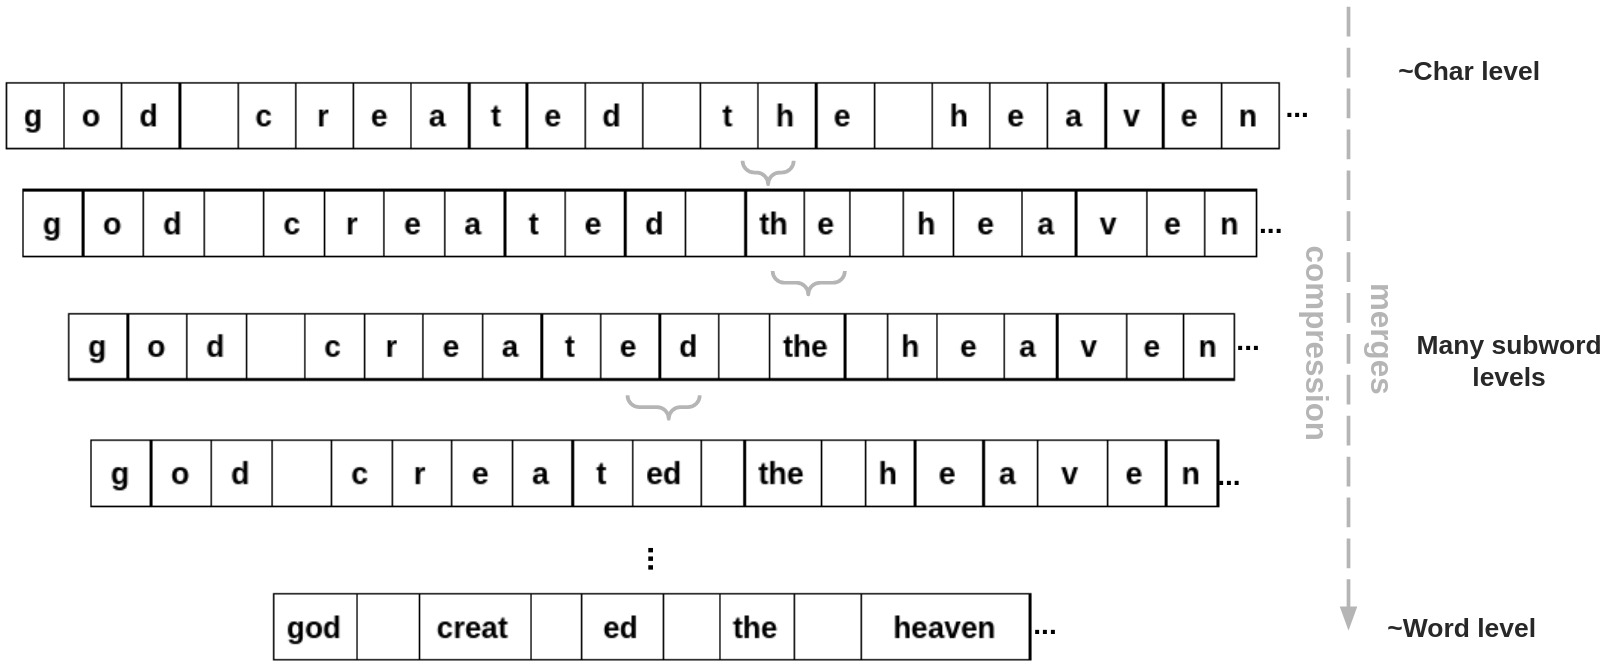 ~Char level
g o d   c r e a t e d   t h e   h e a v e n ...
g o d   c r e a t e d   th e   h e a v e n ...
compression
merges
g o d   c r e a t e d   the   h e a v e n ...
Many subword
levels
g o d   c r e a t ed   the   h e a v e n ...
⋮
god   creat   ed   the   heaven ...
~Word level